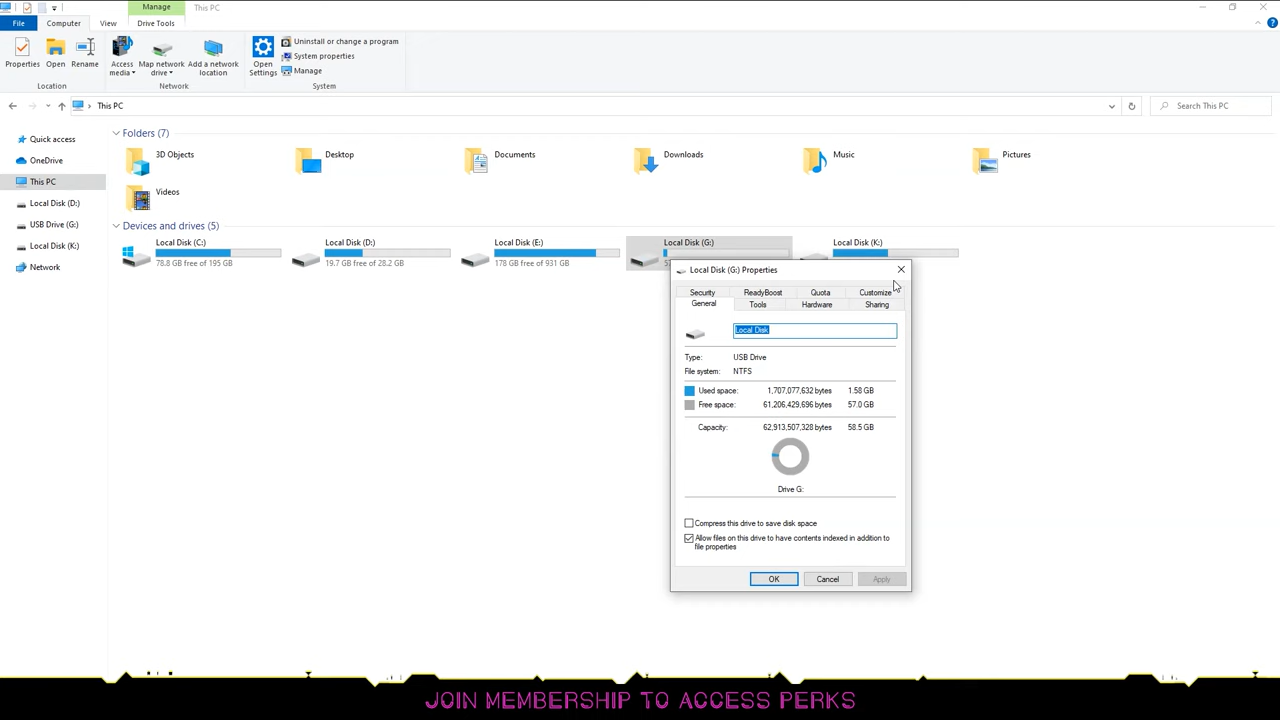 Manage
This PC
File
Computer
View
Drive Tools
Properties
Open
Rename
Access media
Map network drive
Add a network location
Open Settings
Uninstall or change a program
System properties
Manage
Location
Network
System
This PC
Search This PC
Quick access
OneDrive
This PC
Local Disk (D:)
USB Drive (G:)
Local Disk (K:)
Network
Folders (7)
3D Objects
Desktop
Documents
Downloads
Music
Pictures
Videos
Devices and drives (5)
Local Disk (C:)
78.8 GB free of 195 GB
Local Disk (D:)
19.7 GB free of 28.2 GB
Local Disk (E:)
178 GB free of 931 GB
Local Disk (G:)
Local Disk (K:)
Local Disk (G:) Properties
Security
ReadyBoost
Quota
Customize
General
Tools
Hardware
Sharing
Local Disk
Type: USB Drive
File system: NTFS
Used space: 1,707,077,632 bytes 1.58 GB
Free space: 61,206,429,696 bytes 57.0 GB
Capacity: 62,913,507,328 bytes 58.5 GB
Drive G:
Compress this drive to save disk space
Allow files on this drive to have contents indexed in addition to
file properties
OK
Cancel
Apply
JOIN MEMBERSHIP TO ACCESS PERKS